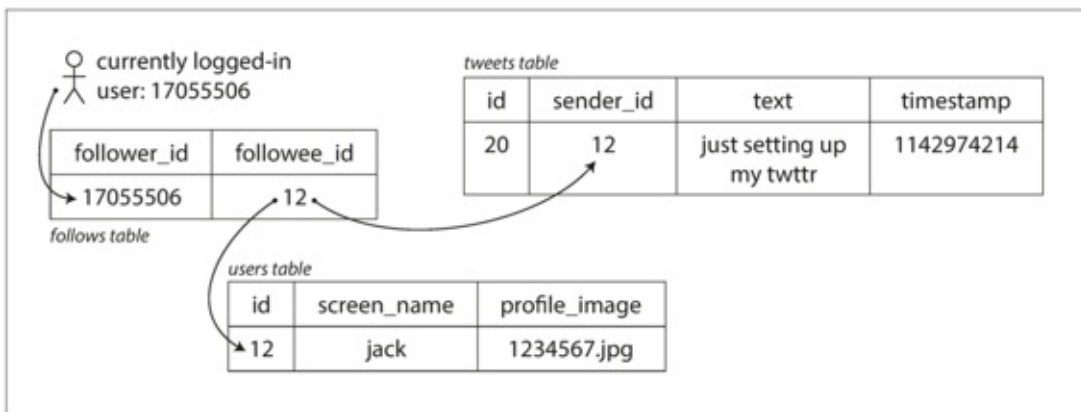 currently logged-in
user: 17055506
follower_id followee_id
17055506 12
follows table
tweets table
id sender_id text timestamp
20 12 just setting up 1142974214
my twttr
users table
id screen_name profile_image
12 jack 1234567.jpg